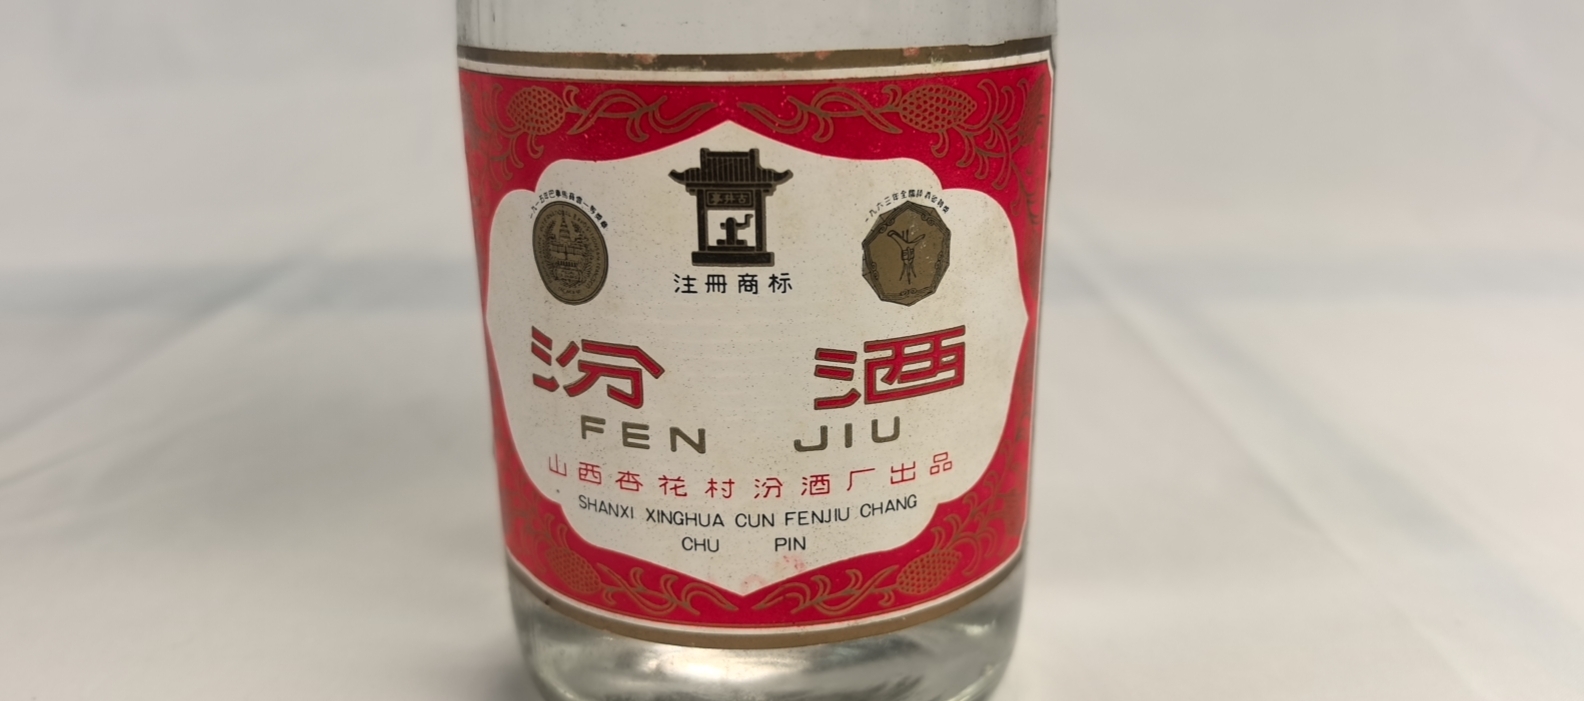 注冊商标
汾 酒
FEN JIU
山西杏花村汾酒厂出品
SHANXI XINGHUA CUN FENJIU CHANG
CHU PIN